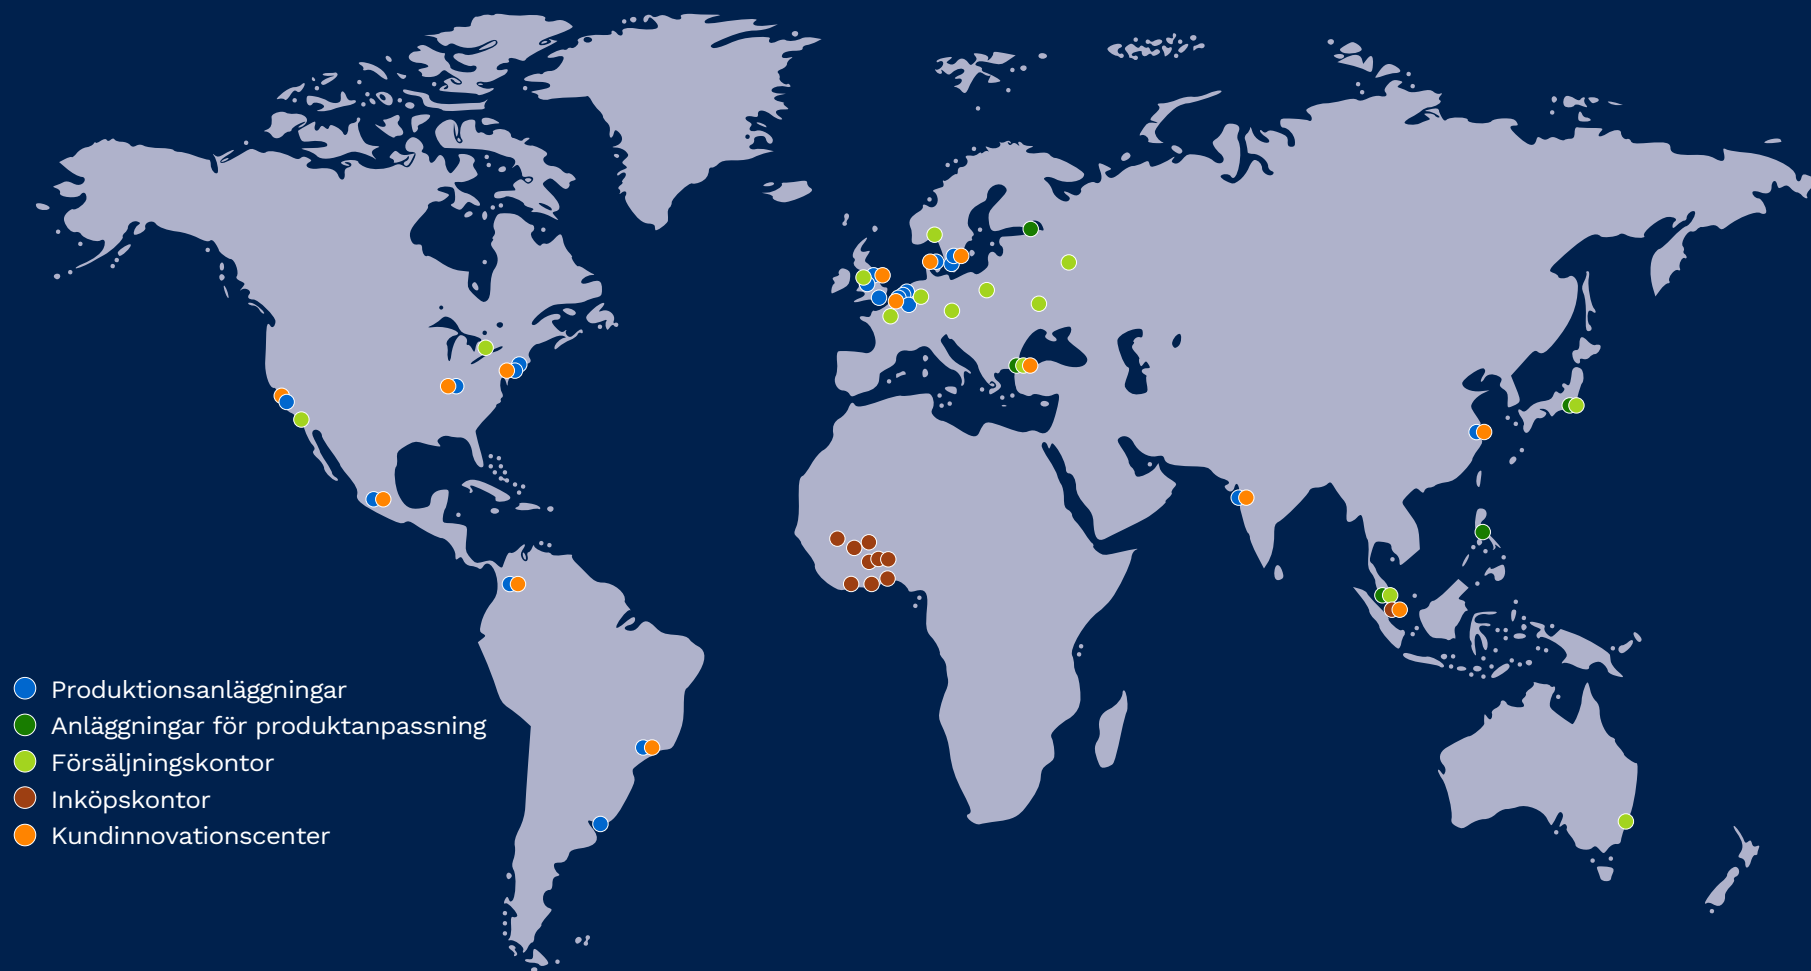 Produktionsanläggningar
Anläggningar för produktanpassning
Försäljningskontor
Inköpskontor
Kundinnovationscenter